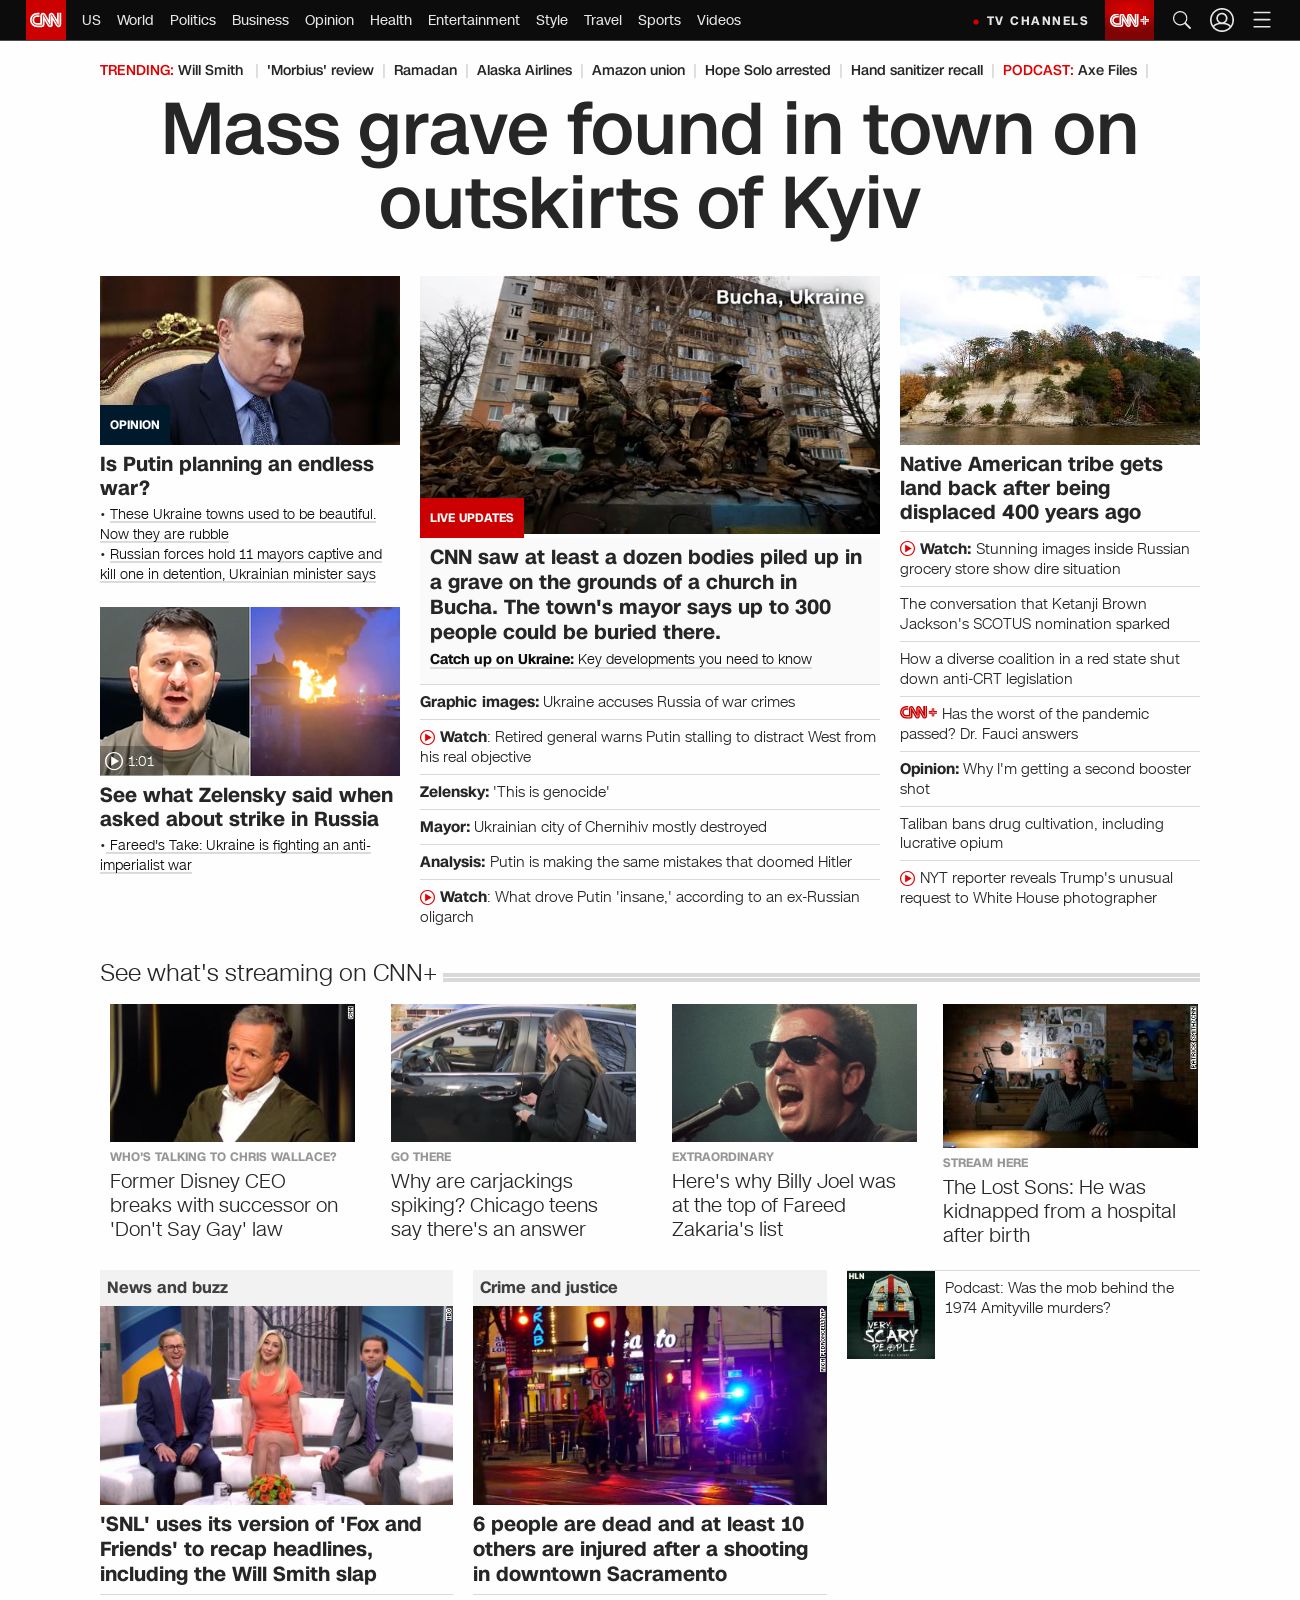 CNN US World Politics Business Opinion Health Entertainment Style Travel Sports Videos TV CHANNELS CNN+
TRENDING: Will Smith 'Morbius' review Ramadan Alaska Airlines Amazon union Hope Solo arrested Hand sanitizer recall PODCAST: Axe Files
Mass grave found in town on
outskirts of Kyiv
OPINION
Is Putin planning an endless
war?
• These Ukraine towns used to be beautiful.
Now they are rubble
• Russian forces hold 11 mayors captive and
kill one in detention, Ukrainian minister says
1:01
See what Zelensky said when
asked about strike in Russia
• Fareed's Take: Ukraine is fighting an anti-
imperialist war
Bucha, Ukraine
LIVE UPDATES
CNN saw at least a dozen bodies piled up in
a grave on the grounds of a church in
Bucha. The town's mayor says up to 300
people could be buried there.
Catch up on Ukraine: Key developments you need to know
Graphic images: Ukraine accuses Russia of war crimes
Watch: Retired general warns Putin stalling to distract West from
his real objective
Zelensky: 'This is genocide'
Mayor: Ukrainian city of Chernihiv mostly destroyed
Analysis: Putin is making the same mistakes that doomed Hitler
Watch: What drove Putin 'insane,' according to an ex-Russian
oligarch
Native American tribe gets
land back after being
displaced 400 years ago
Watch: Stunning images inside Russian
grocery store show dire situation
The conversation that Ketanji Brown
Jackson's SCOTUS nomination sparked
How a diverse coalition in a red state shut
down anti-CRT legislation
CNN+ Has the worst of the pandemic
passed? Dr. Fauci answers
Opinion: Why I'm getting a second booster
shot
Taliban bans drug cultivation, including
lucrative opium
NYT reporter reveals Trump's unusual
request to White House photographer
See what's streaming on CNN+
CNN
WHO'S TALKING TO CHRIS WALLACE?
Former Disney CEO
breaks with successor on
'Don't Say Gay' law
GO THERE
Why are carjackings
spiking? Chicago teens
say there's an answer
EXTRAORDINARY
Here's why Billy Joel was
at the top of Fareed
Zakaria's list
STREAM HERE
The Lost Sons: He was
kidnapped from a hospital
after birth
News and buzz
'SNL' uses its version of 'Fox and
Friends' to recap headlines,
including the Will Smith slap
Crime and justice
6 people are dead and at least 10
others are injured after a shooting
in downtown Sacramento
HLN
VERY
SCARY
PEOPLE
Podcast: Was the mob behind the
1974 Amityville murders?